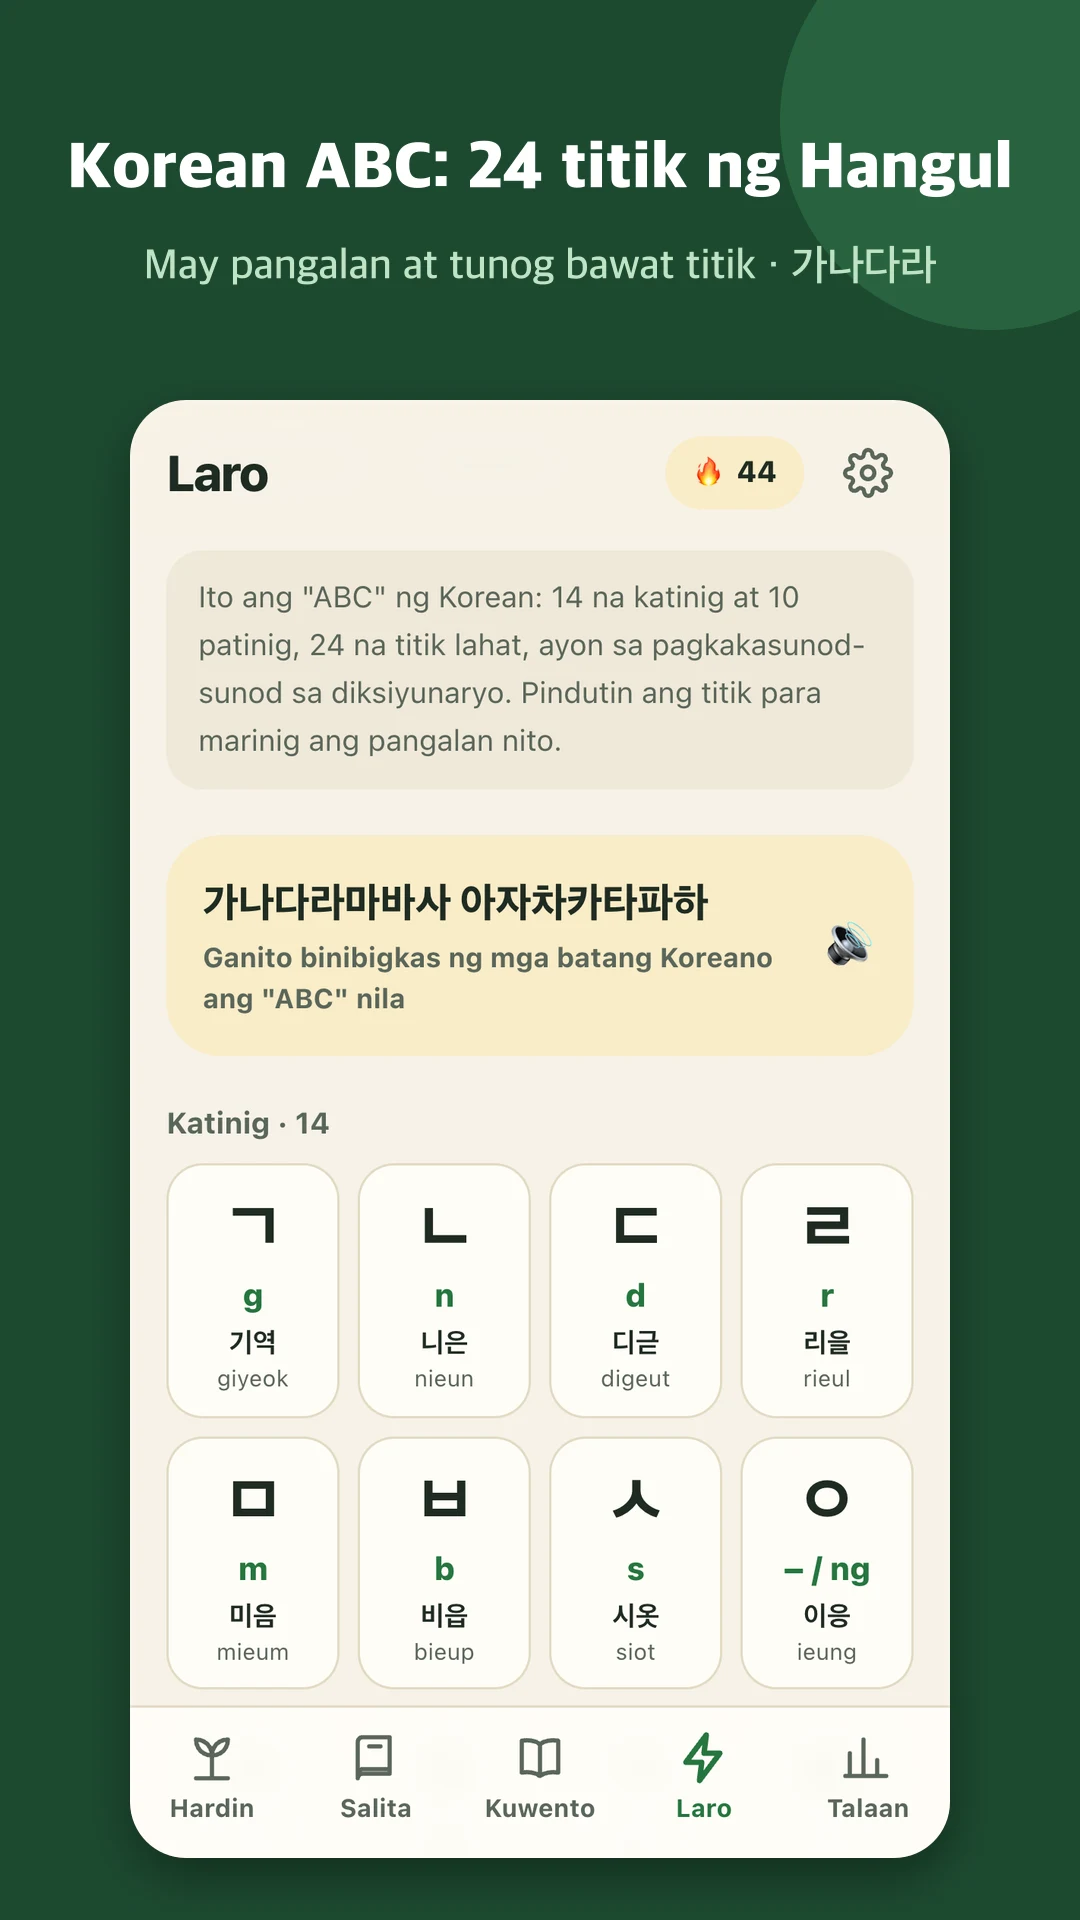 Korean ABC: 24 titik ng Hangul
May pangalan at tunog bawat titik · 가나다라
Laro
🔥 44
Ito ang "ABC" ng Korean: 14 na katinig at 10
patinig, 24 na titik lahat, ayon sa pagkakasunod-
sunod sa diksiyunaryo. Pindutin ang titik para
marinig ang pangalan nito.
가나다라마바사 아자차카타파하
Ganito binibigkas ng mga batang Koreano
ang "ABC" nila
Katinig · 14
ㄱ ㄴ ㄷ ㄹ
g n d r
기역 니은 디귿 리을
giyeok nieun digeut rieul
ㅁ ㅂ ㅅ ㅇ
m b s – / ng
미음 비읍 시옷 이응
mieum bieup siot ieung
Hardin Salita Kuwento Laro Talaan